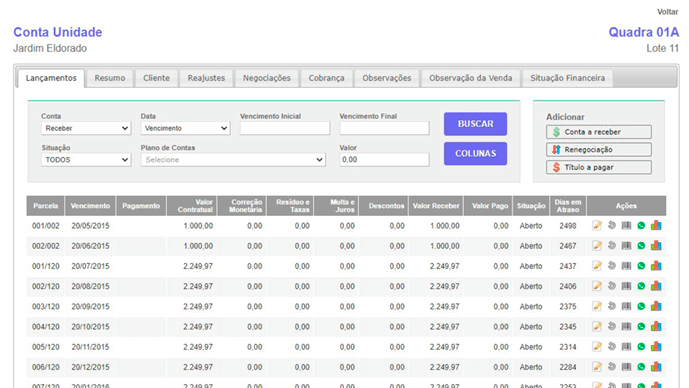 Voltar
Conta Unidade Quadra 01A
Jardim Eldorado Lote 11
Lançamentos Resumo Cliente Reajustes Negociações Cobrança Observações Observação da Venda Situação Financeira
Conta Data Vencimento Inicial Vencimento Final
Receber Vencimento BUSCAR
Situação Plano de Contas Valor
TODOS Selecione 0,00 COLUNAS
Adicionar
$ Conta a receber
Renegociação
$ Título a pagar
Parcela Vencimento Pagamento Valor Contratual Correção Monetária Resíduo e Taxas Multa e Juros Descontos Valor Receber Valor Pago Situação Dias em Atraso Ações
001/002 20/05/2015 1.000,00 0,00 0,00 0,00 0,00 1.000,00 0,00 Aberto 2498
002/002 20/06/2015 1.000,00 0,00 0,00 0,00 0,00 1.000,00 0,00 Aberto 2467
001/120 20/07/2015 2.249,97 0,00 0,00 0,00 0,00 2.249,97 0,00 Aberto 2437
002/120 20/08/2015 2.249,97 0,00 0,00 0,00 0,00 2.249,97 0,00 Aberto 2406
003/120 20/09/2015 2.249,97 0,00 0,00 0,00 0,00 2.249,97 0,00 Aberto 2375
004/120 20/10/2015 2.249,97 0,00 0,00 0,00 0,00 2.249,97 0,00 Aberto 2345
005/120 20/11/2015 2.249,97 0,00 0,00 0,00 0,00 2.249,97 0,00 Aberto 2314
006/120 20/12/2015 2.249,97 0,00 0,00 0,00 0,00 2.249,97 0,00 Aberto 2284
007/120 20/01/2016 2.249,97 0,00 0,00 0,00 0,00 2.249,97 0,00 Aberto 2253